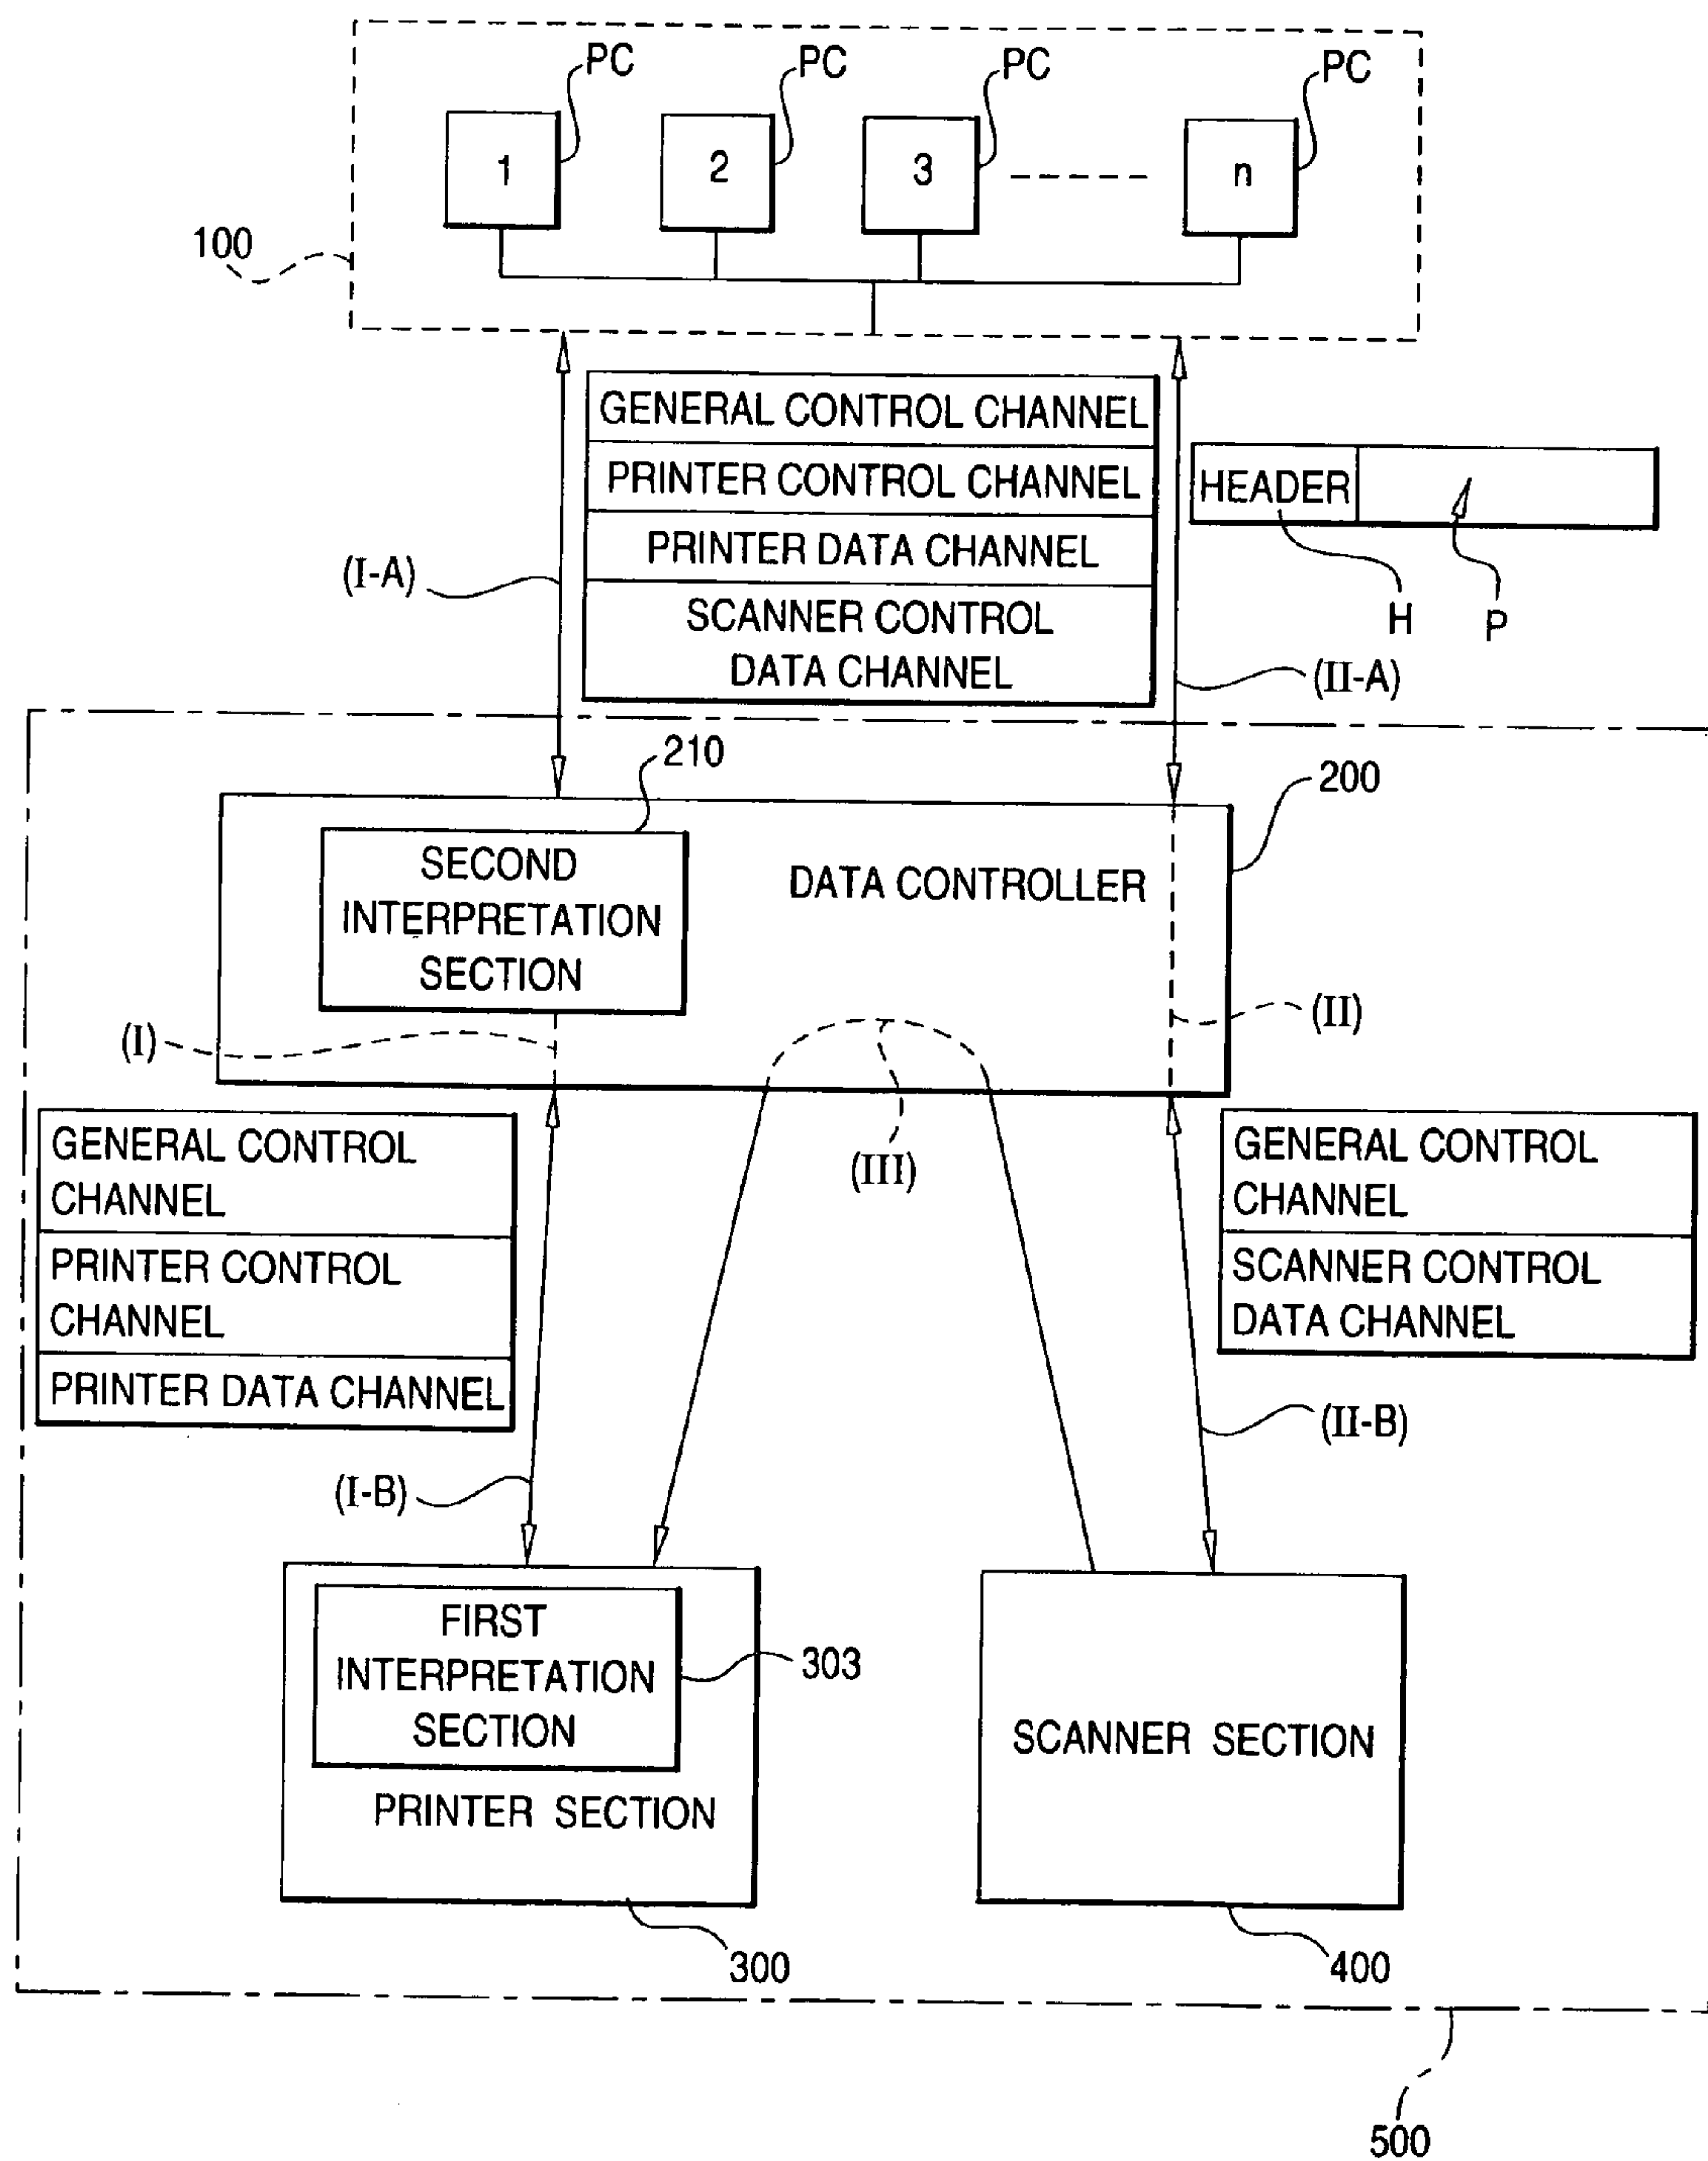 PC
PC
PC
PC
1
2
3
n
100
GENERAL CONTROL CHANNEL
PRINTER CONTROL CHANNEL
PRINTER DATA CHANNEL
SCANNER CONTROL
DATA CHANNEL
HEADER
H
P
(I-A)
(II-A)
210
200
SECOND
INTERPRETATION
SECTION
DATA CONTROLLER
(I)
(II)
(III)
GENERAL CONTROL
CHANNEL
PRINTER CONTROL
CHANNEL
PRINTER DATA CHANNEL
GENERAL CONTROL
CHANNEL
SCANNER CONTROL
DATA CHANNEL
(I-B)
(II-B)
FIRST
INTERPRETATION
SECTION
303
PRINTER SECTION
SCANNER SECTION
300
400
500